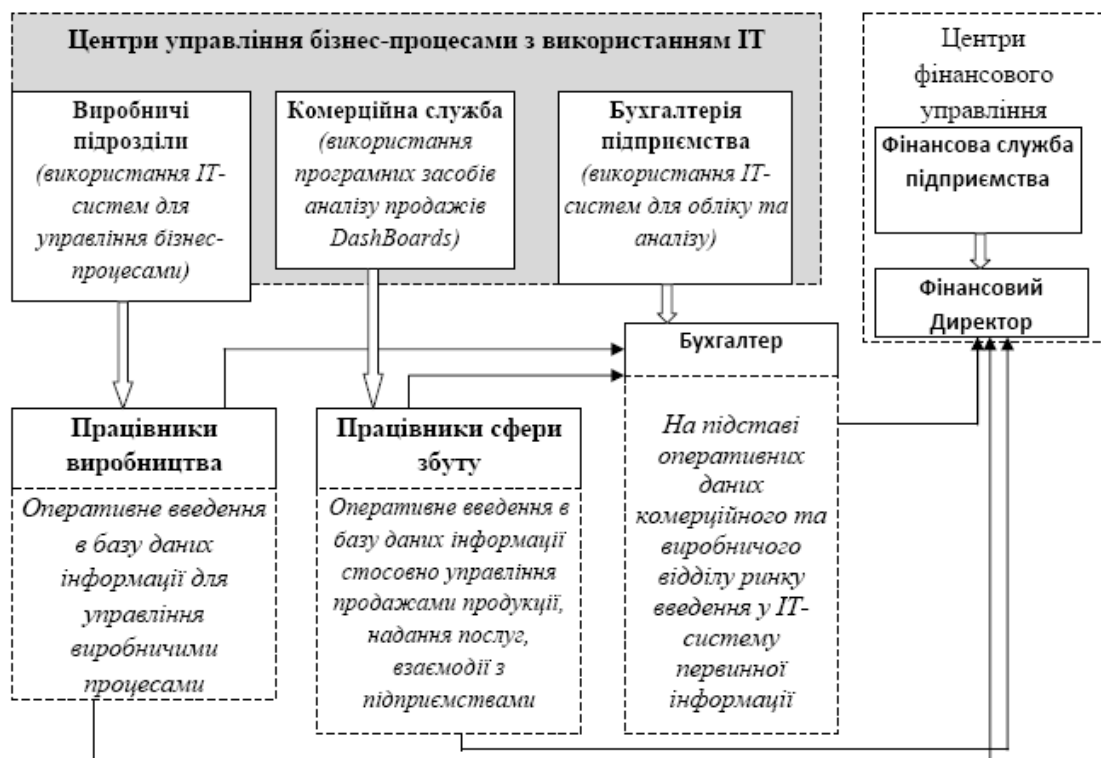 Центри управління бізнес-процесами з використанням ІТ
Виробничі
підрозділи
(використання ІТ-
систем для
управління бізнес-
процесами)
Комерційна служба
(використання
програмних засобів
аналізу продажів
DashBoards)
Бухгалтерія
підприємства
(використання ІТ-
систем для обліку та
аналізу)
Центри
фінансового
управління
Фінансова служба
підприємства
Фінансовий
Директор
Бухгалтер
На підставі
оперативних
даних
комерційного та
виробничого
відділу ринку
введення у ІТ-
систему
первинної
інформації
Працівники
виробництва
Оперативне введення
в базу даних
інформації для
управління
виробничими
процесами
Працівники сфери
збуту
Оперативне введення в
базу даних інформації
стосовно управління
продажами продукції,
надання послуг,
взаємодії з
підприємствами